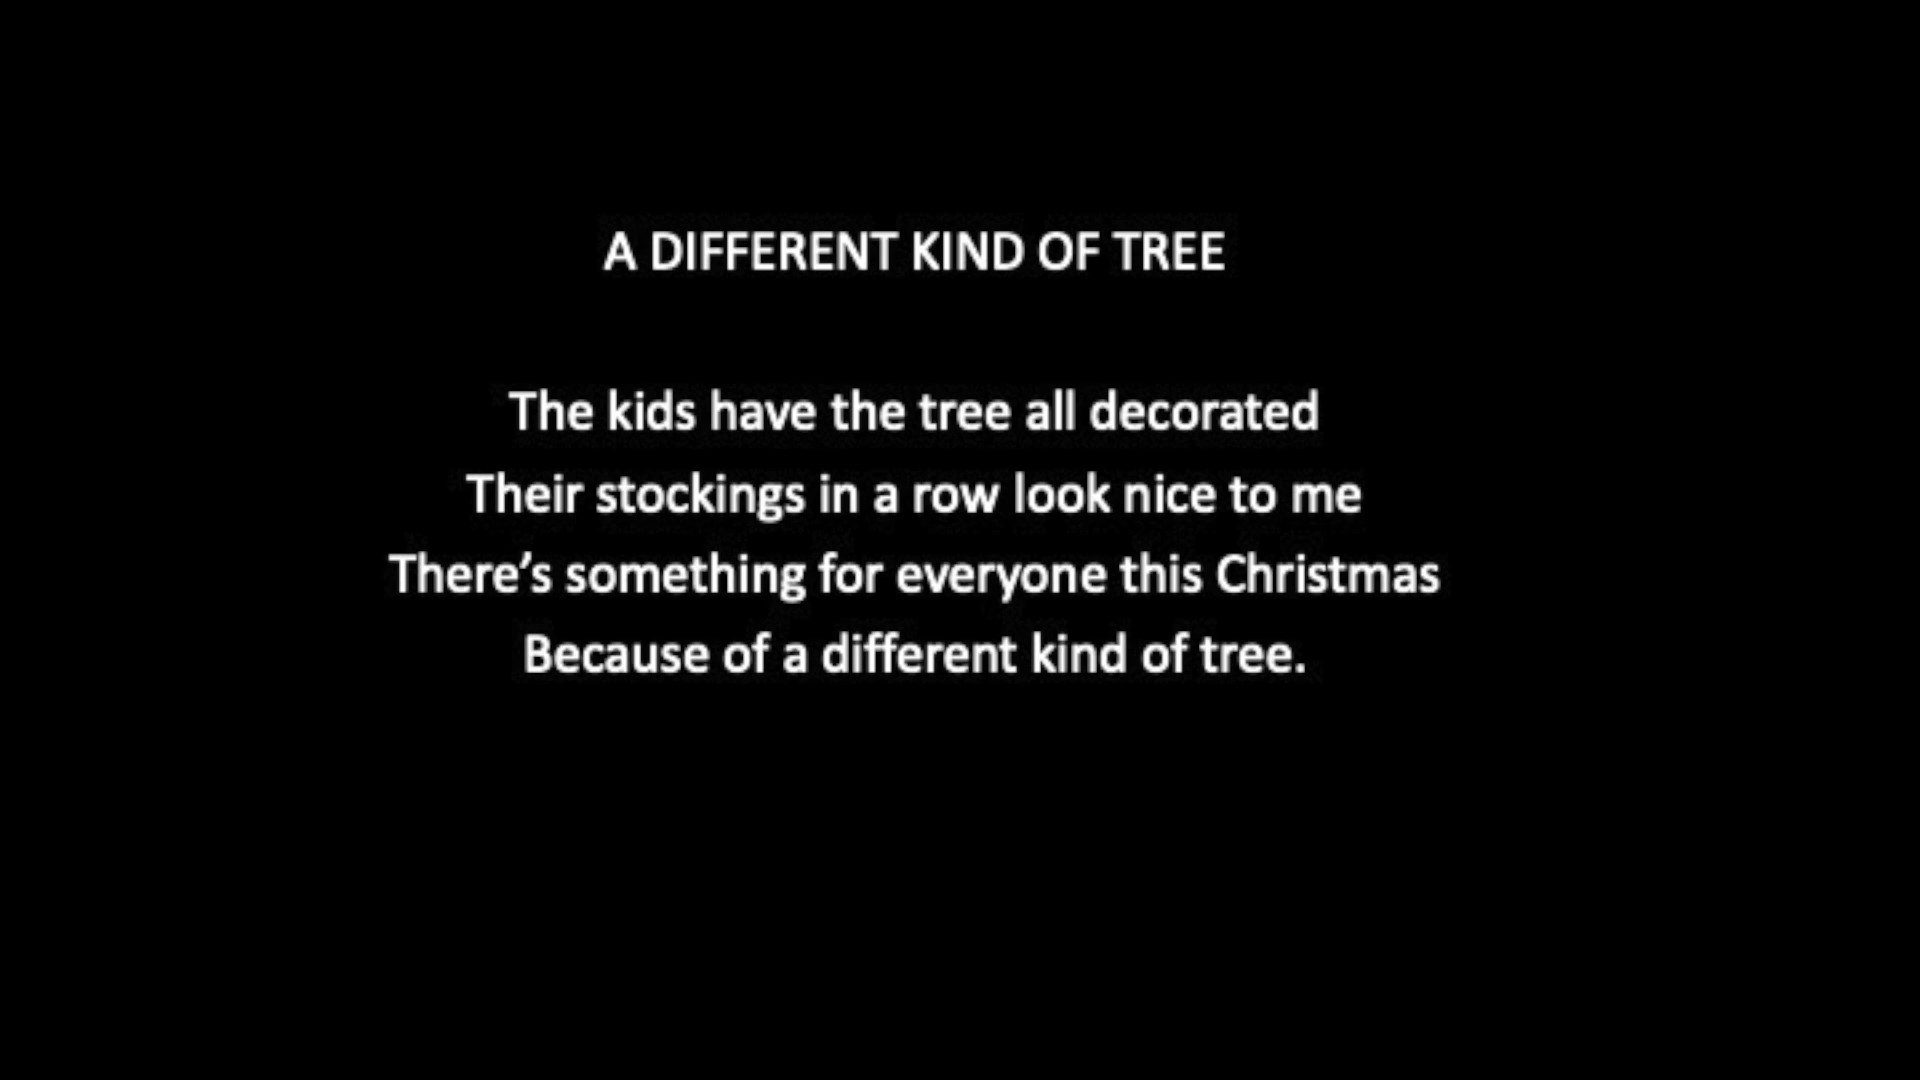 A DIFFERENT KIND OF TREE
The kids have the tree all decorated
Their stockings in a row look nice to me
There’s something for everyone this Christmas
Because of a different kind of tree.